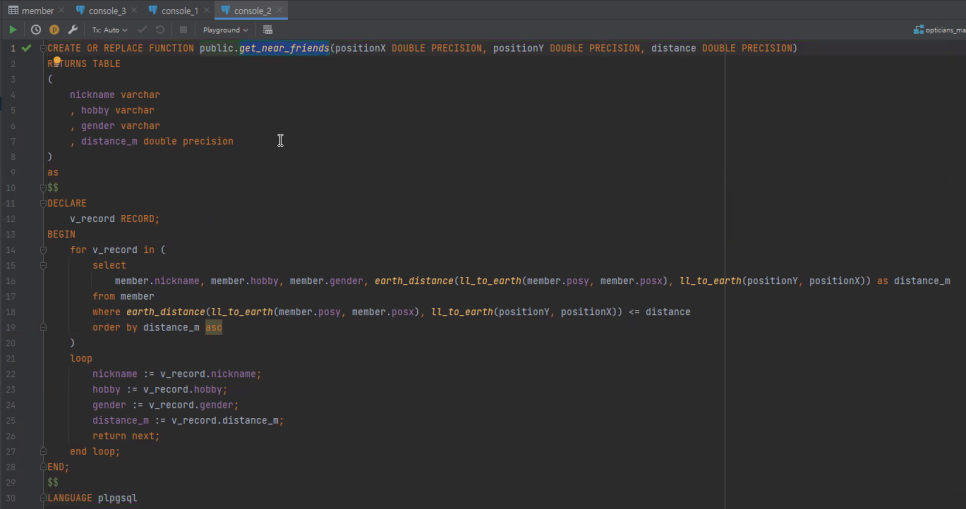 member console_3 console_1 console_2
Tx: Auto Playground
opticians_ma
1 CREATE OR REPLACE FUNCTION public.get_near_friends(positionX DOUBLE PRECISION, positionY DOUBLE PRECISION, distance DOUBLE PRECISION)
2 RETURNS TABLE
3 (
4 nickname varchar
5 , hobby varchar
6 , gender varchar
7 , distance_m double precision
8 )
9 as
10 $$
11 DECLARE
12 v_record RECORD;
13 BEGIN
14 for v_record in (
15 select
16 member.nickname, member.hobby, member.gender, earth_distance(ll_to_earth(member.posy, member.posx), ll_to_earth(positionY, positionX)) as distance_m
17 from member
18 where earth_distance(ll_to_earth(member.posy, member.posx), ll_to_earth(positionY, positionX)) <= distance
19 order by distance_m asc
20 )
21 loop
22 nickname := v_record.nickname;
23 hobby := v_record.hobby;
24 gender := v_record.gender;
25 distance_m := v_record.distance_m;
26 return next;
27 end loop;
28 END;
29 $$
30 LANGUAGE plpgsql